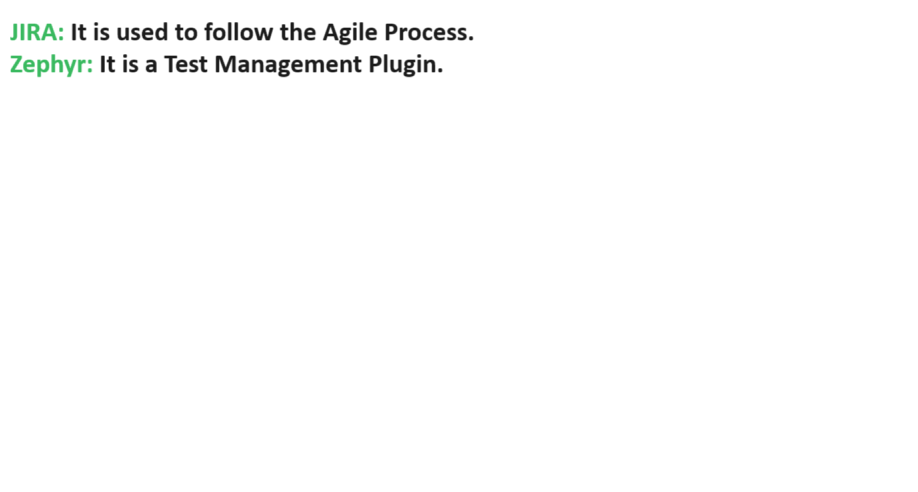 JIRA: It is used to follow the Agile Process.
Zephyr: It is a Test Management Plugin.